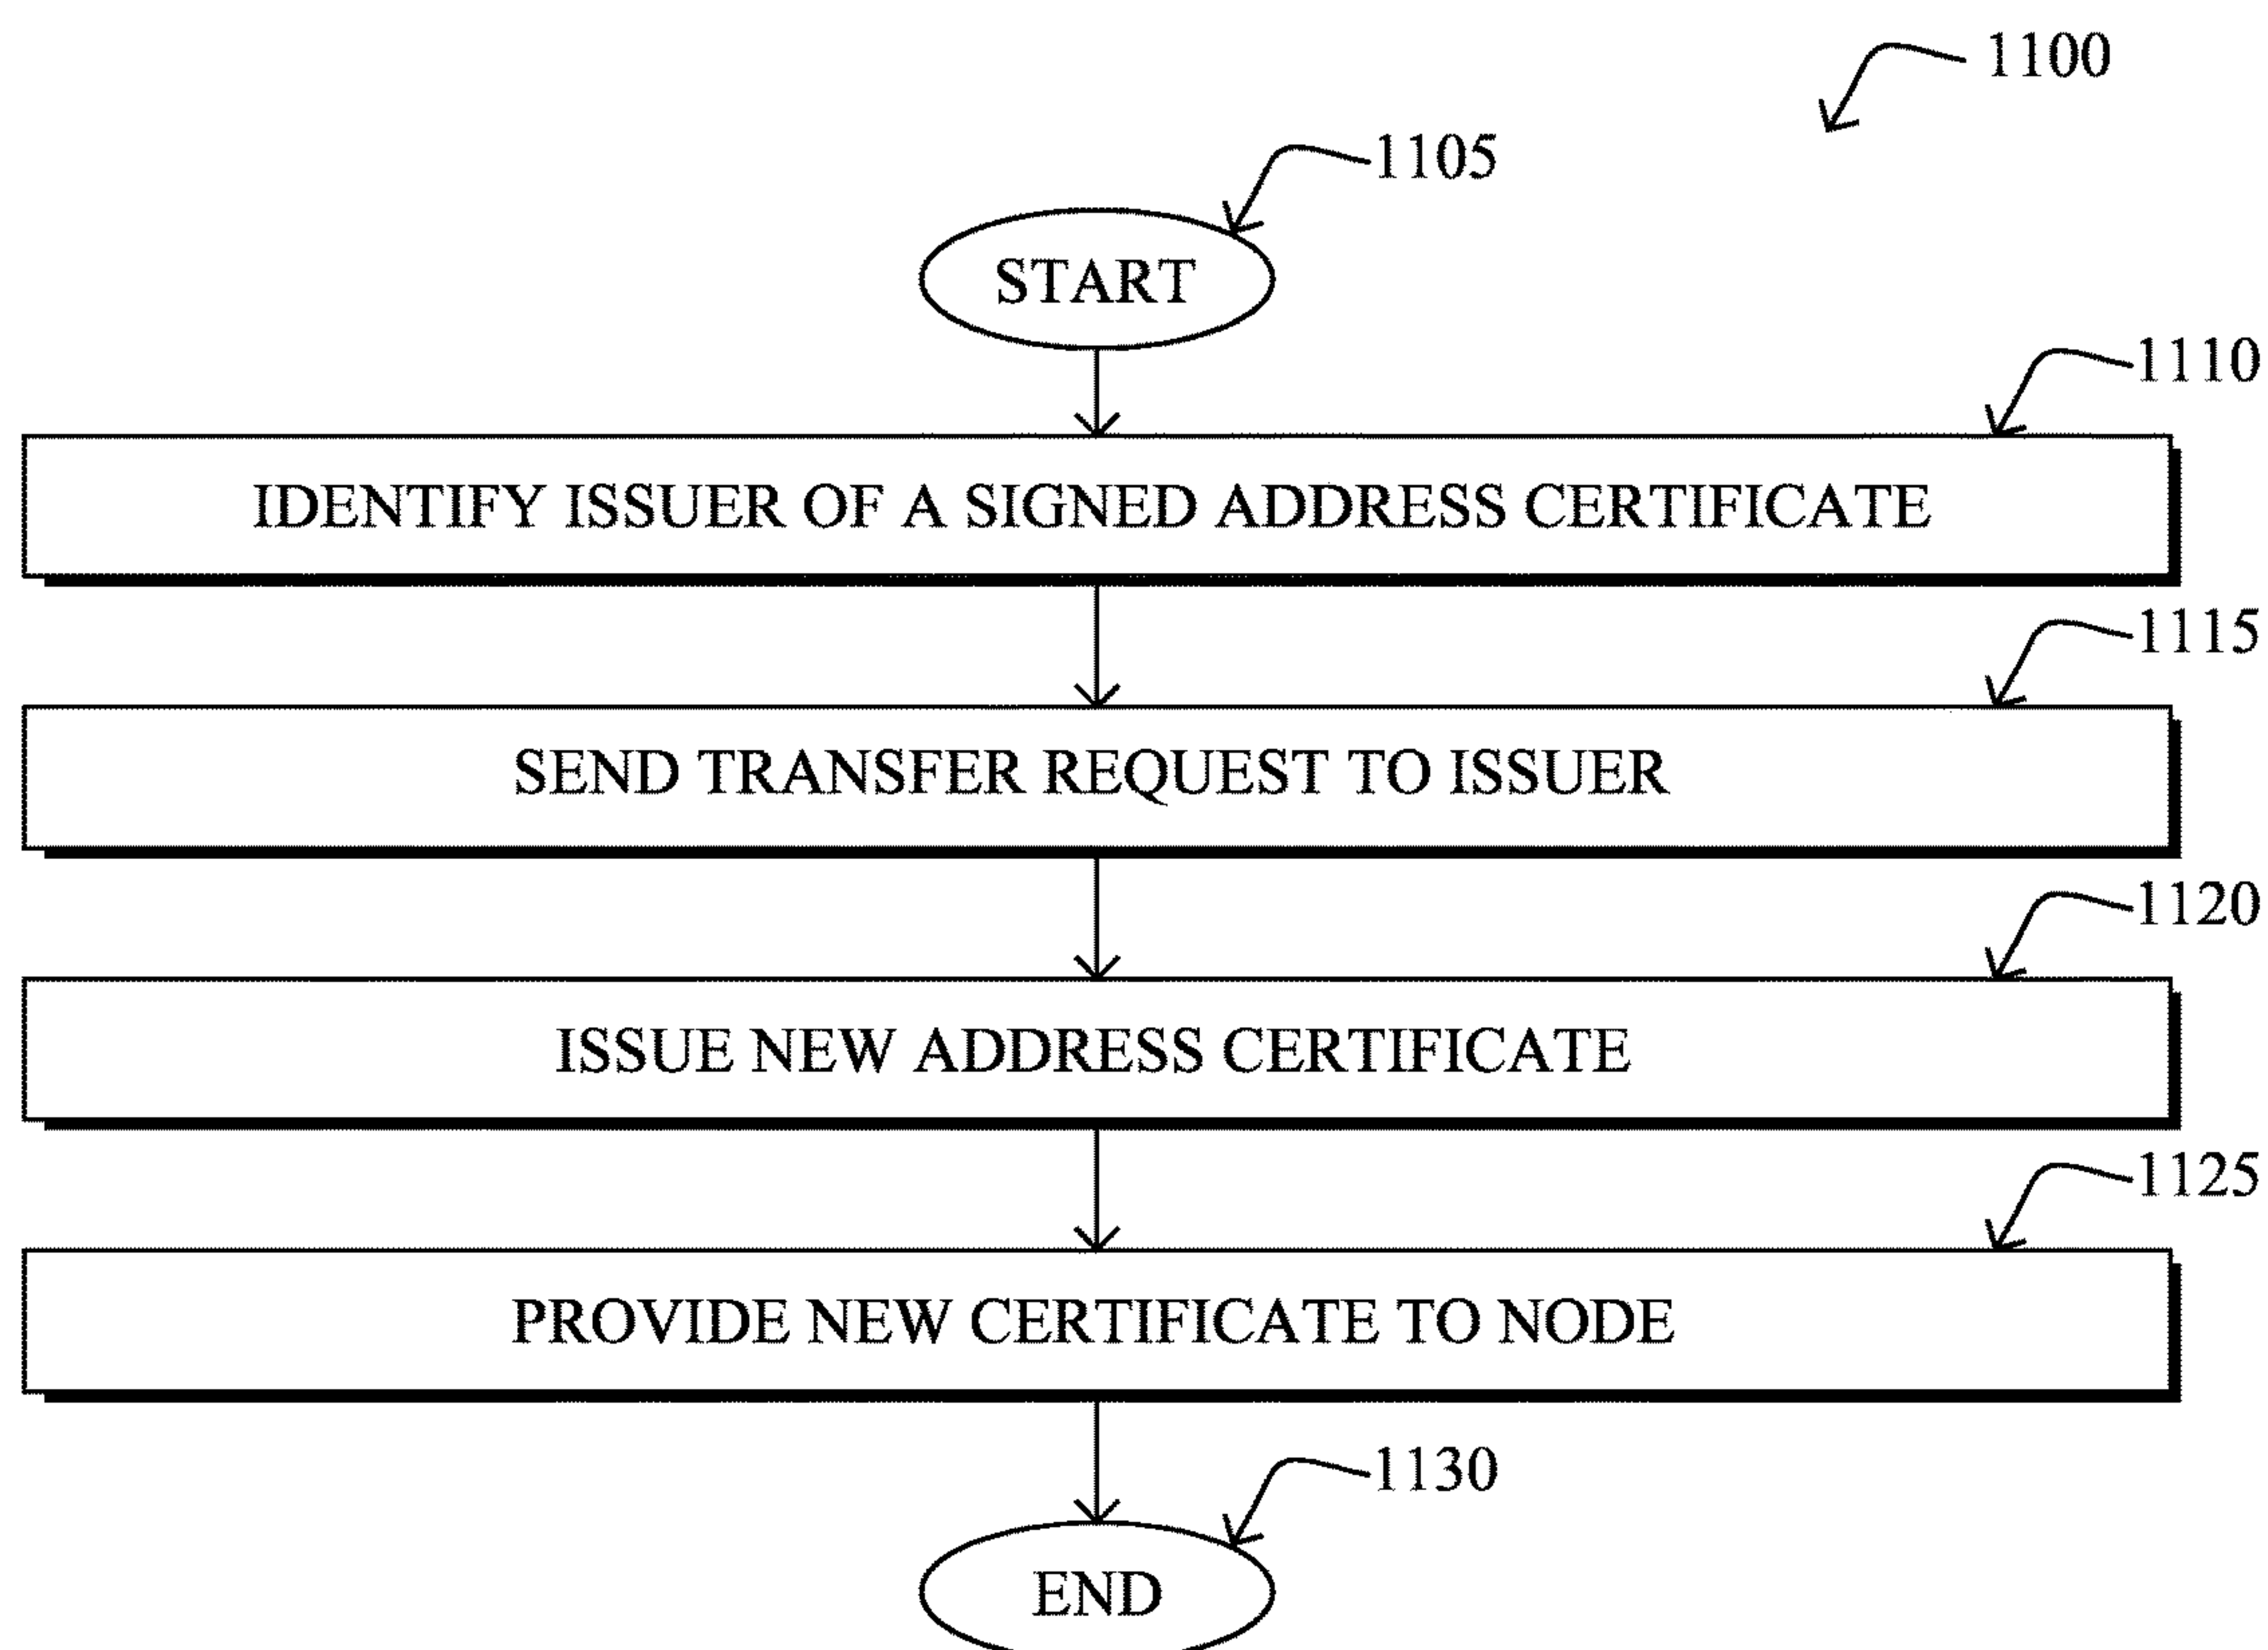 1100
1105
START
1110
IDENTIFY ISSUER OF A SIGNED ADDRESS CERTIFICATE
1115
SEND TRANSFER REQUEST TO ISSUER
1120
ISSUE NEW ADDRESS CERTIFICATE
1125
PROVIDE NEW CERTIFICATE TO NODE
1130
END